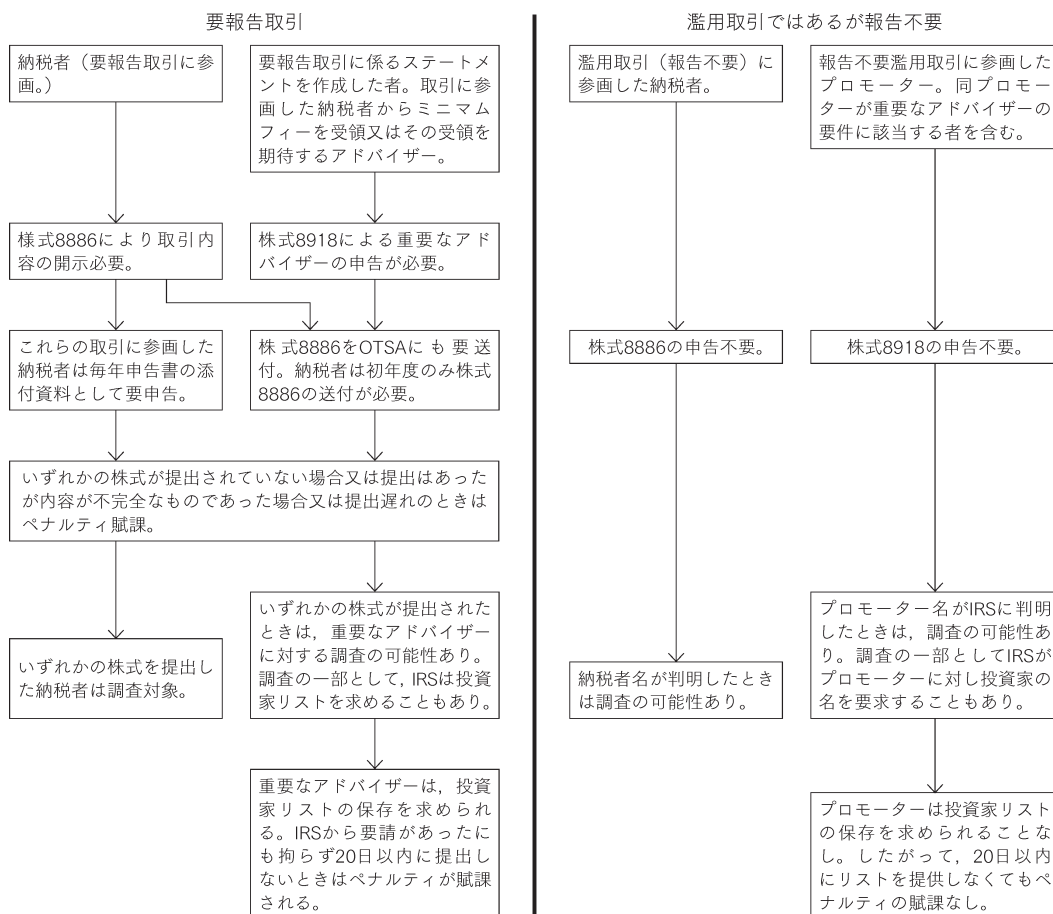 要報告取引
納税者（要報告取引に参
画。）
要報告取引に係るステートメ
ントを作成した者。取引に参
画した納税者からミニマム
フィーを受領又はその受領を
期待するアドバイザー。
様式8886により取引内
容の開示必要。
株式8918による重要なアド
バイザーの申告が必要。
これらの取引に参画した
納税者は毎年申告書の添
付資料として要申告。
株式8886をOTSAにも要送
付。納税者は初年度のみ株式
8886の送付が必要。
いずれかの株式が提出されていない場合又は提出はあった
が内容が不完全なものであった場合又は提出遅れのときは
ペナルティ賦課。
いずれかの株式を提出し
た納税者は調査対象。
いずれかの株式が提出された
ときは，重要なアドバイザー
に対する調査の可能性あり。
調査の一部として，IRSは投資
家リストを求めることもあり。
重要なアドバイザーは，投資
家リストの保存を求められ
る。IRSから要請があったに
も拘らず20日以内に提出し
ないときはペナルティが賦課
される。
濫用取引ではあるが報告不要
濫用取引（報告不要）に
参画した納税者。
報告不要濫用取引に参画した
プロモーター。同プロモー
ターが重要なアドバイザーの
要件に該当する者を含む。
株式8886の申告不要。
株式8918の申告不要。
納税者名が判明したとき
は調査の可能性あり。
プロモーター名がIRSに判明
したときは，調査の可能性あ
り。調査の一部としてIRSが
プロモーターに対し投資家の
名を要求することもあり。
プロモーターは投資家リスト
の保存を求められることな
し。したがって，20日以内
にリストを提供しなくてもペ
ナルティの賦課なし。